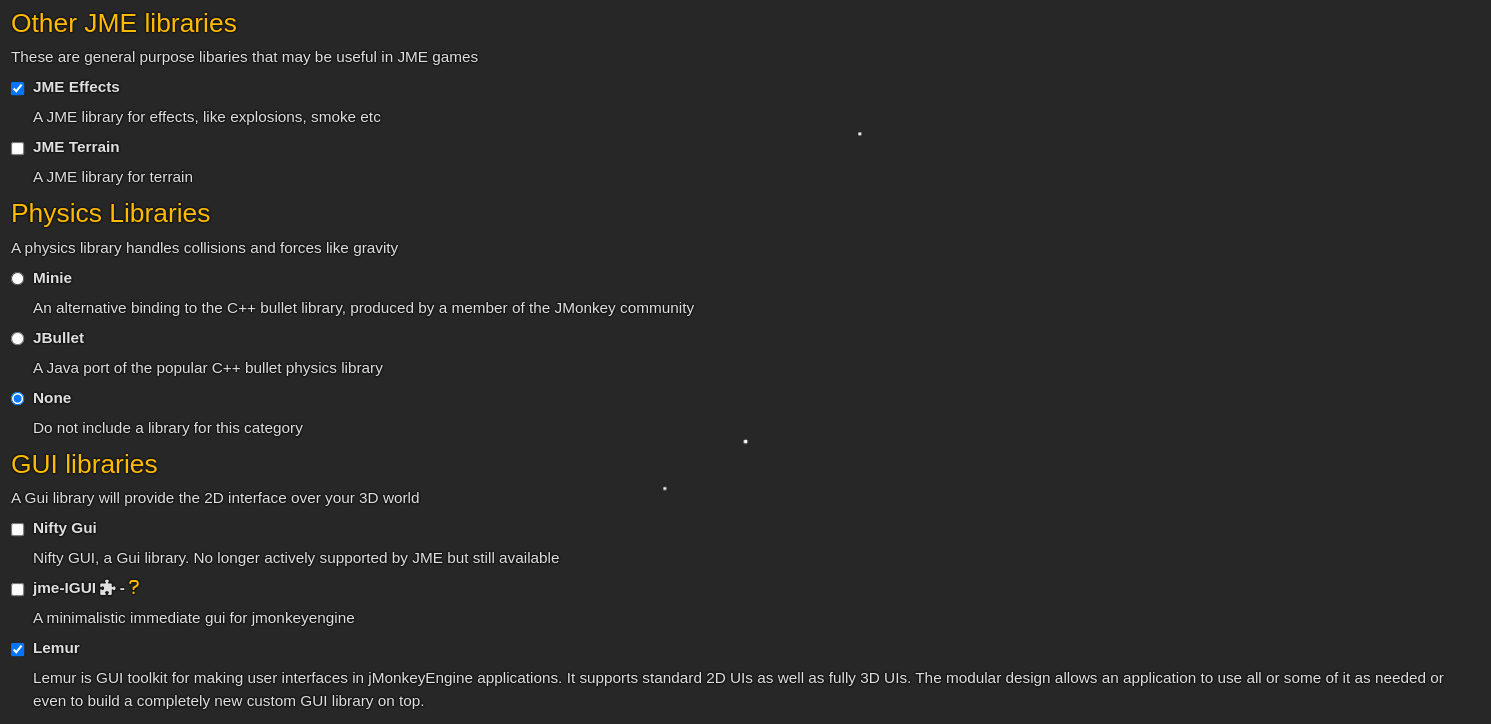 Other JME libraries
These are general purpose libaries that may be useful in JME games
JME Effects
A JME library for effects, like explosions, smoke etc
JME Terrain
A JME library for terrain
Physics Libraries
A physics library handles collisions and forces like gravity
Minie
An alternative binding to the C++ bullet library, produced by a member of the JMonkey community
JBullet
A Java port of the popular C++ bullet physics library
None
Do not include a library for this category
GUI libraries
A Gui library will provide the 2D interface over your 3D world
Nifty Gui
Nifty GUI, a Gui library. No longer actively supported by JME but still available
jme-IGUI - ?
A minimalistic immediate gui for jmonkeyengine
Lemur
Lemur is GUI toolkit for making user interfaces in jMonkeyEngine applications. It supports standard 2D UIs as well as fully 3D UIs. The modular design allows an application to use all or some of it as needed or
even to build a completely new custom GUI library on top.